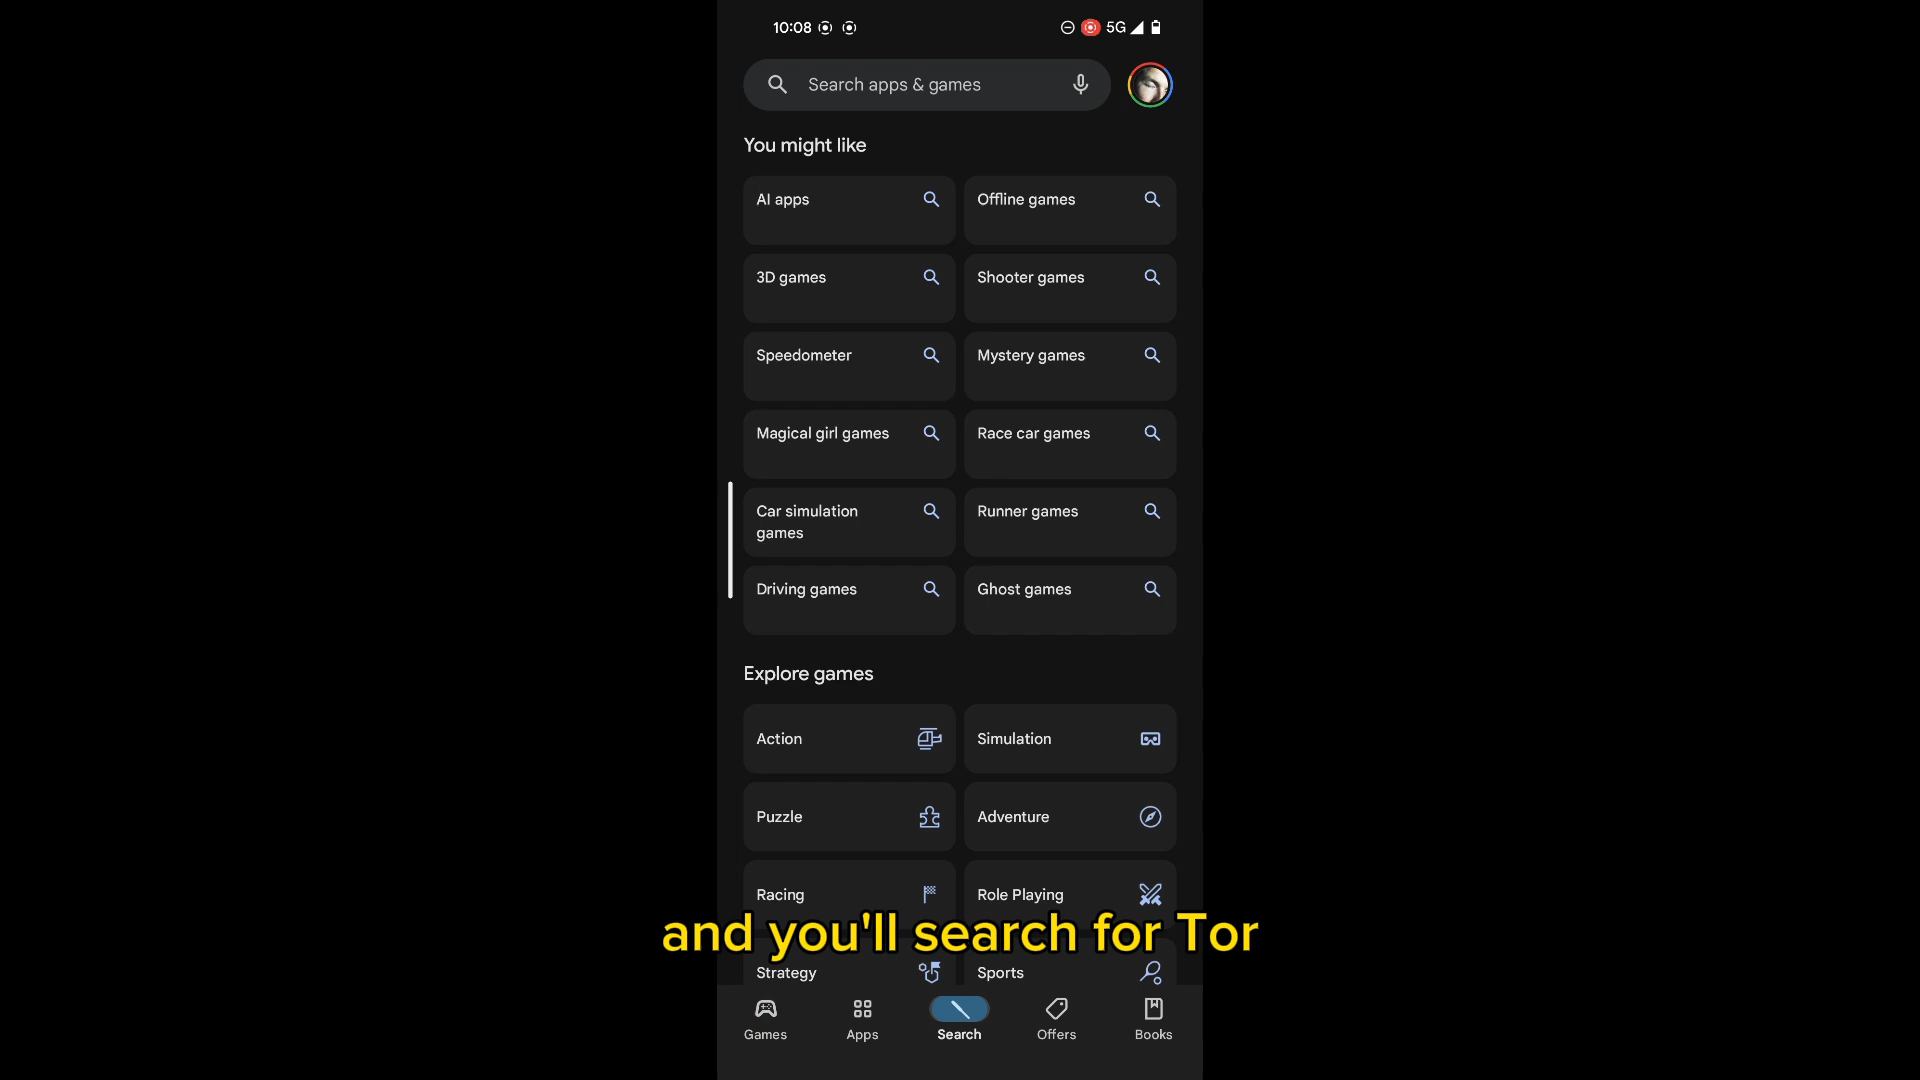 10:08
5G
Search apps & games
You might like
AI apps
Offline games
3D games
Shooter games
Speedometer
Mystery games
Magical girl games
Race car games
Car simulation
games
Runner games
Driving games
Ghost games
Explore games
Action
Simulation
Puzzle
Adventure
Racing
Role Playing
and you'll search for Tor
Strategy
Sports
Games
Apps
Search
Offers
Books